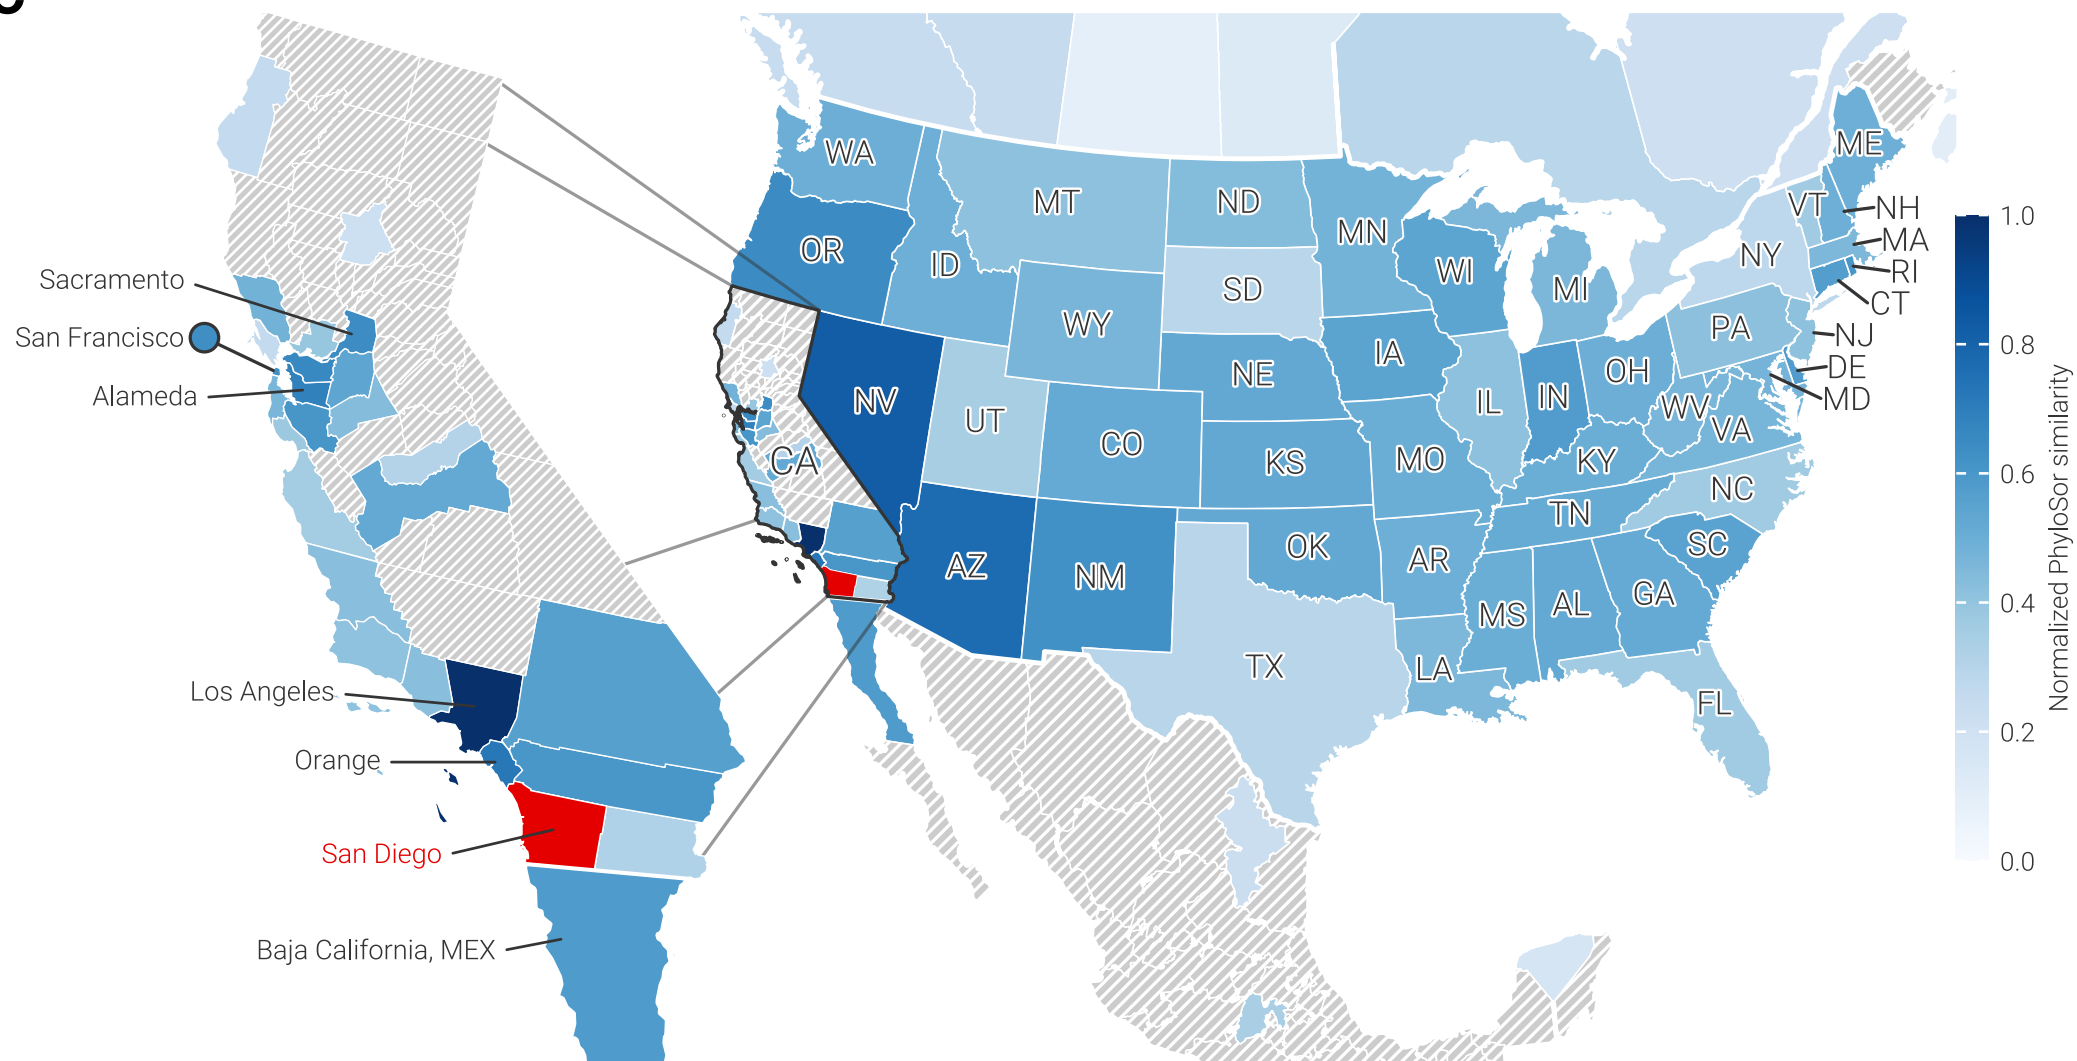 WA
MT
ND
MN
OR
ID
SD
WI
MI
ME
VT
NH
MA
NY
RI
CT
WY
IA
NE
PA
NJ
DE
MD
OH
IL
IN
WV
VA
NV
UT
CO
KS
MO
KY
CA
NC
TN
OK
AR
SC
AZ
NM
MS
AL
GA
TX
LA
FL
Sacramento
San Francisco
Alameda
Los Angeles
Orange
San Diego
Baja California, MEX
1.0
0.8
0.6
0.4
0.2
0.0
Normalized PhyloSor similarity